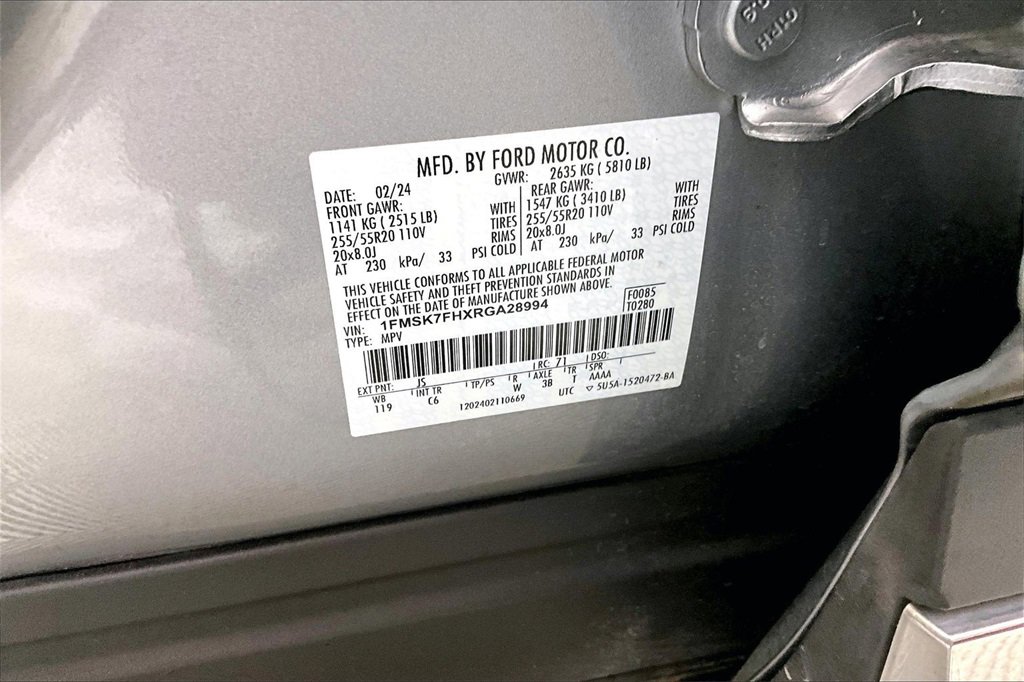 MFD. BY FORD MOTOR CO.
DATE: 02/24 GVWR: 2635 KG ( 5810 LB)
FRONT GAWR: REAR GAWR:
1141 KG ( 2515 LB) WITH 1547 KG ( 3410 LB) WITH
255/55R20 110V TIRES 255/55R20 110V TIRES
20x8.0J RIMS 20x8.0J RIMS
AT 230 kPa/ 33 PSI COLD AT 230 kPa/ 33 PSI COLD
THIS VEHICLE CONFORMS TO ALL APPLICABLE FEDERAL MOTOR
VEHICLE SAFETY AND THEFT PREVENTION STANDARDS IN
EFFECT ON THE DATE OF MANUFACTURE SHOWN ABOVE.
VIN: 1FMSK7FHXRGA28994 F0085
TYPE: MPV T0280
EXT PNT: JS RC: 71 DSO:
WB INT TR TP/PS R AXLE TR SPR
119 C6 W 3B T AAAA
1202402110669 UTC ▽ 5U5A-1520472-BA